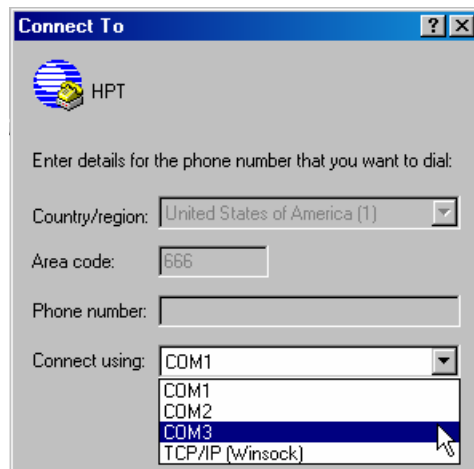 Connect To
HPT
Enter details for the phone number that you want to dial:
Country/region: United States of America (1)
Area code: 666
Phone number:
Connect using: COM1
COM1
COM2
COM3
TCP/IP (Winsock)